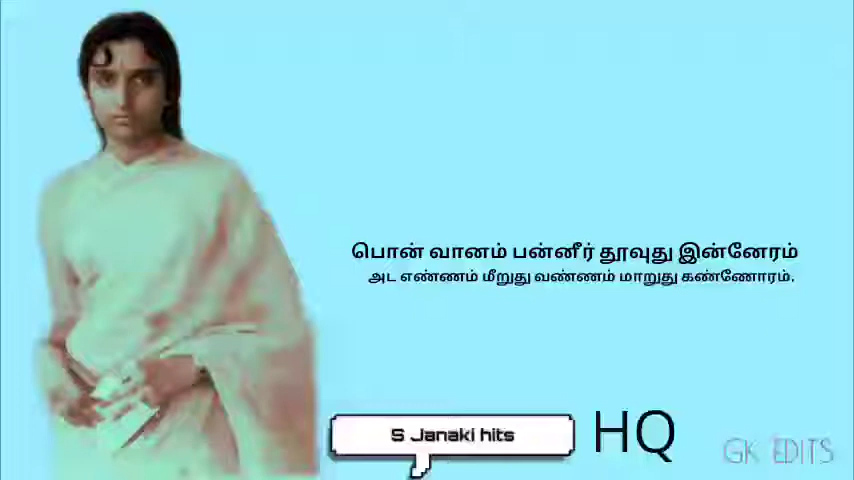 பொன் வானம் பன்னீர் தூவுது இன்னேரம்
அட எண்ணம் மீறுது வண்ணம் மாறுது கண்ணோரம்.
S Janaki hits
HQ
GK EDITS